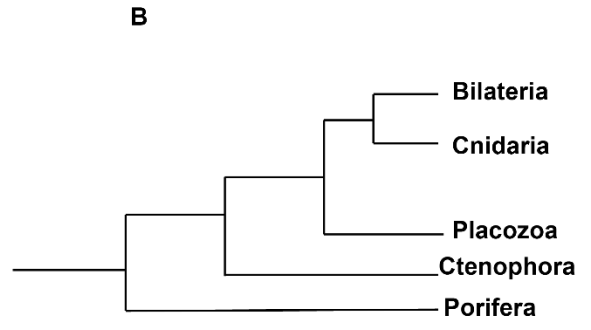 B
Bilateria
Cnidaria
Placozoa
Ctenophora
Porifera